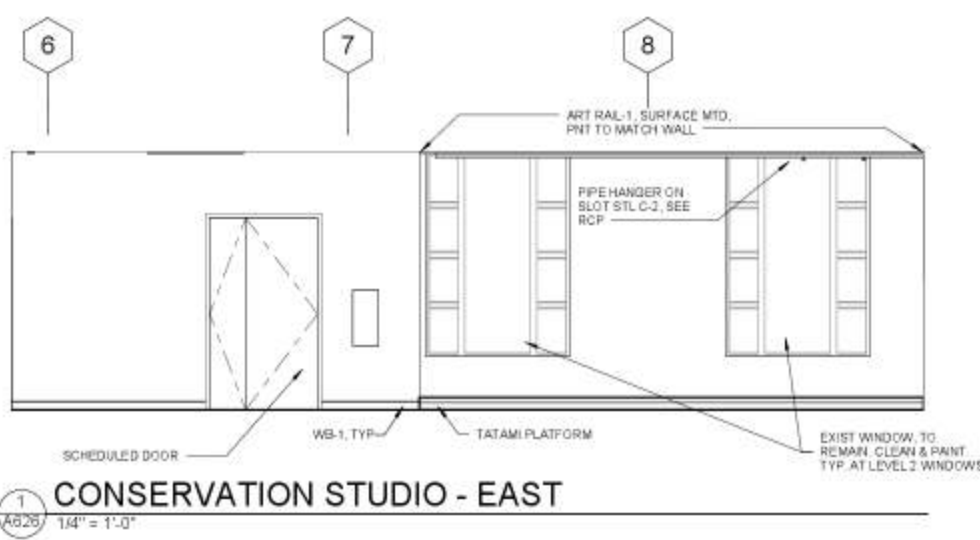 6
7
8
ART RAIL-1, SURFACE MTD,
PNT TO MATCH WALL
PIPE HANGER ON
SLOT STL C-2, SEE
RCP
WB-1, TYP
TATAMI PLATFORM
SCHEDULED DOOR
EXIST WINDOW, TO
REMAIN. CLEAN & PAINT.
TYP. AT LEVEL 2 WINDOWS
1
A626
CONSERVATION STUDIO - EAST
1/4" = 1'-0"